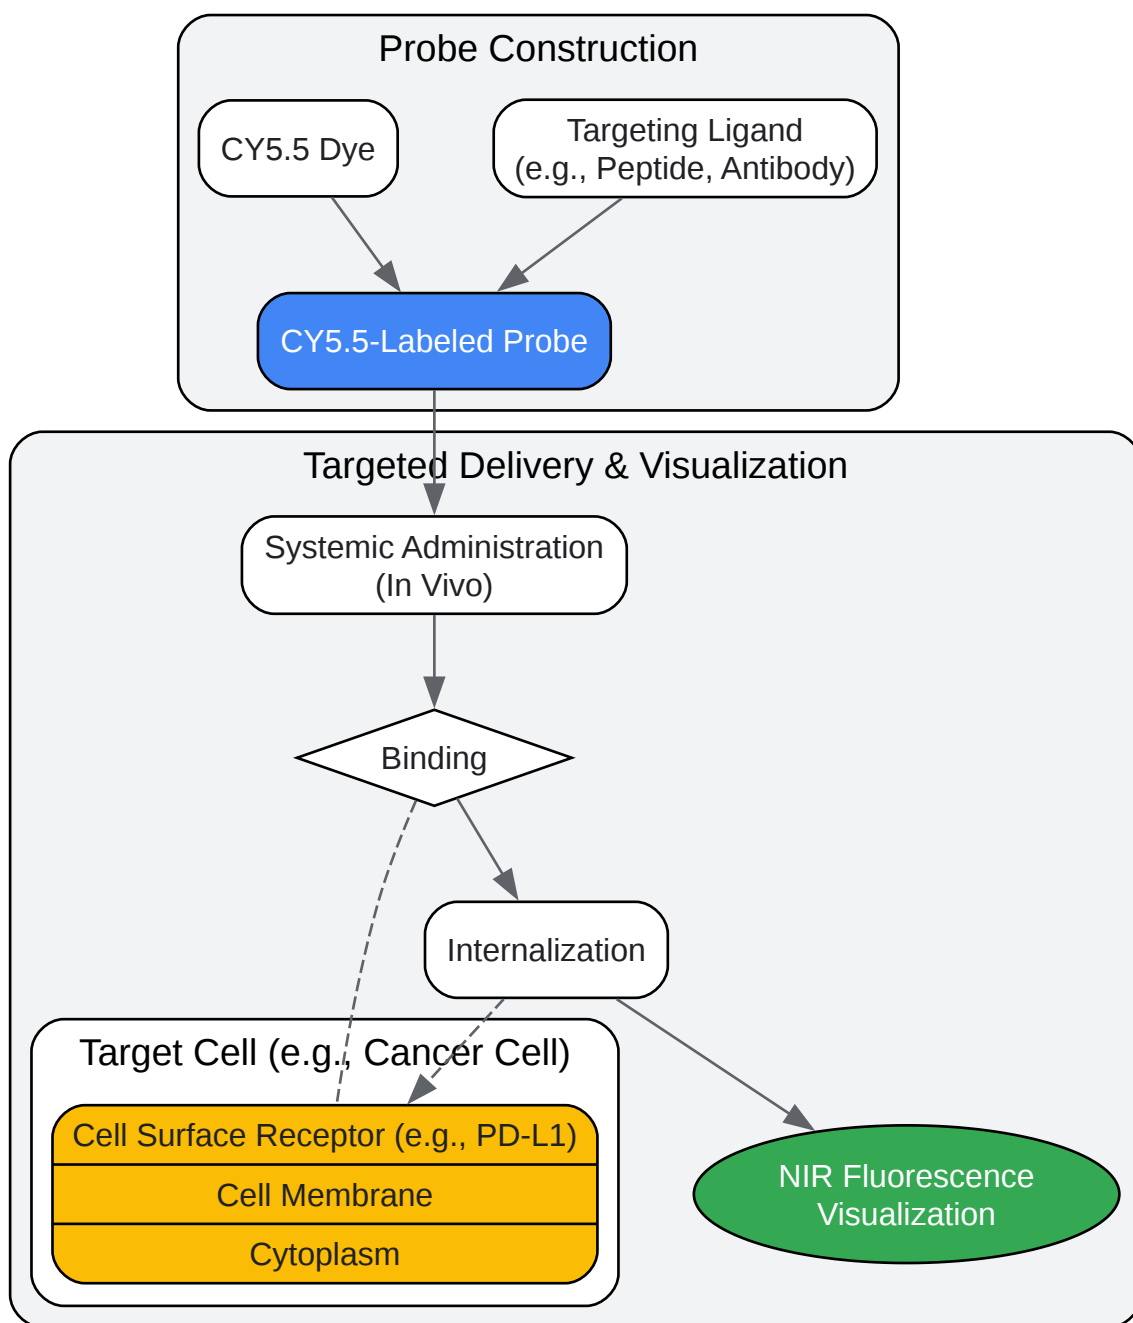 Probe Construction
CY5.5 Dye
Targeting Ligand
(e.g., Peptide, Antibody)
CY5.5-Labeled Probe
Targeted Delivery & Visualization
Systemic Administration
(In Vivo)
Binding
Internalization
Target Cell (e.g., Cancer Cell)
Cell Surface Receptor (e.g., PD-L1)
Cell Membrane
Cytoplasm
NIR Fluorescence
Visualization